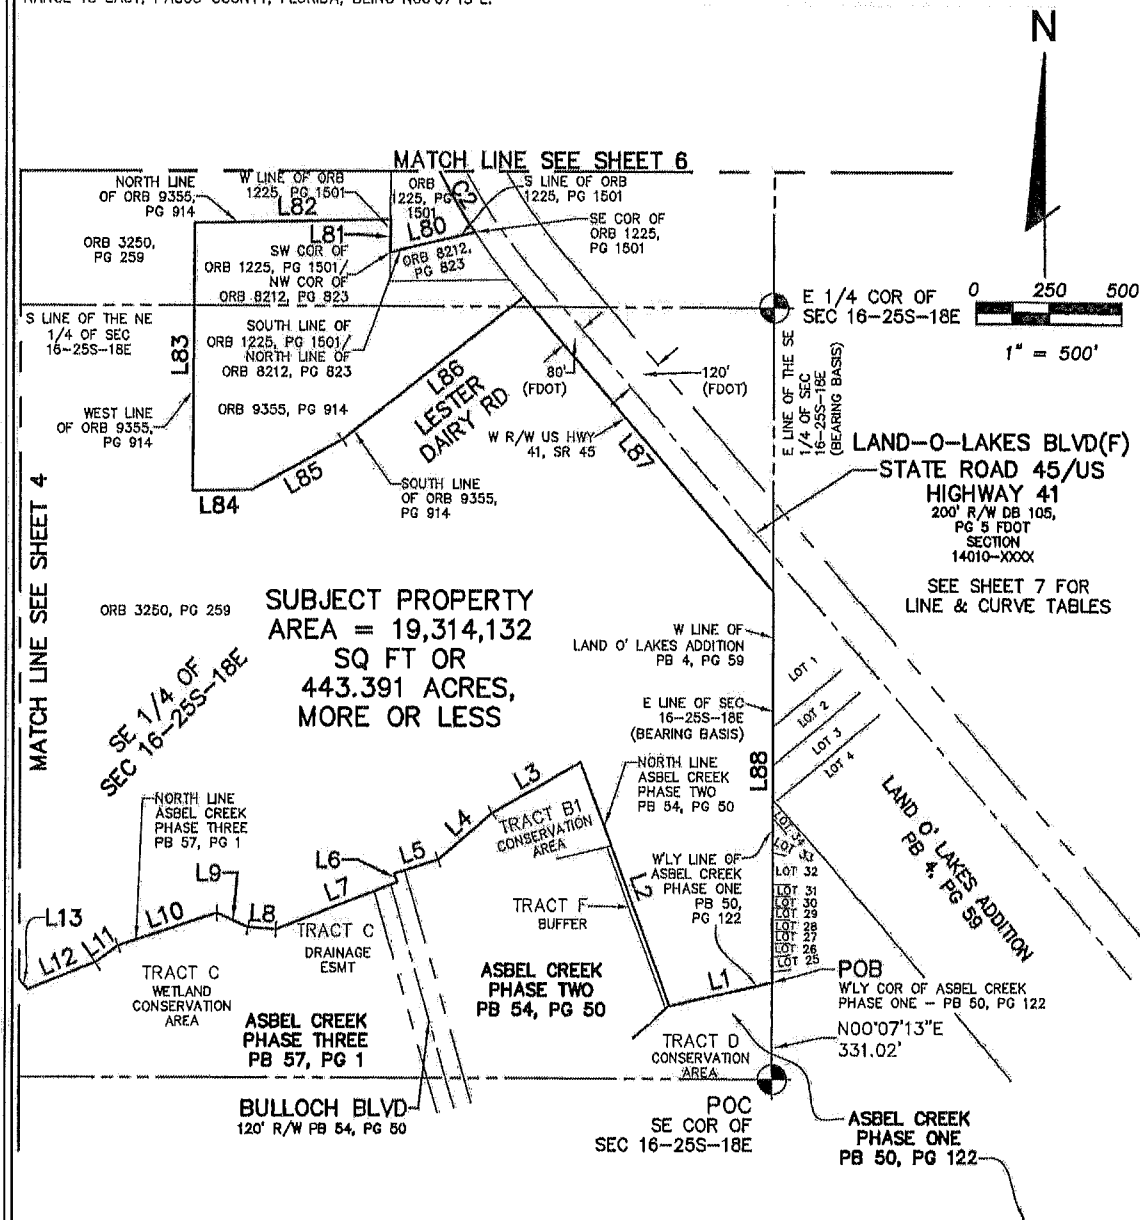 RANGE 18 EAST, PASCO COUNTY, FLORIDA, BEING N00°07'13"E.
N
MATCH LINE SEE SHEET 6
NORTH LINE
OF ORB 9355,
PG 914
W LINE OF ORB
1225, PG 1501
L82
ORB
1225, PG
1501
C2
S LINE OF ORB
1225, PG 1501
L81
L80
SE COR OF
ORB 1225,
PG 1501
ORB 3250,
PG 259
SW COR OF
ORB 1225, PG 1501/
NW COR OF
ORB 8212, PG 823
ORB 8212,
PG 823
E 1/4 COR OF
SEC 16-25S-18E
0 250 500
1" = 500'
S LINE OF THE NE
1/4 OF SEC
16-25S-18E
SOUTH LINE OF
ORB 1225, PG 1501/
NORTH LINE OF
ORB 8212, PG 823
L83
L86
LESTER
DAIRY RD
80'
(FDOT)
120'
(FDOT)
E LINE OF THE SE
1/4 OF SEC
16-25S-18E
(BEARING BASIS)
WEST LINE
OF ORB 9355,
PG 914
ORB 9355, PG 914
W R/W US HWY
41, SR 45
L87
LAND-O-LAKES BLVD(F)
STATE ROAD 45/US
HIGHWAY 41
200' R/W DB 105,
PG 5 FDOT
SECTION
14010-XXXX
L85
L84
SOUTH LINE
OF ORB 9355,
PG 914
MATCH LINE SEE SHEET 4
SEE SHEET 7 FOR
LINE & CURVE TABLES
ORB 3250, PG 259
SUBJECT PROPERTY
AREA = 19,314,132
SQ FT OR
443.391 ACRES,
MORE OR LESS
W LINE OF
LAND O' LAKES ADDITION
PB 4, PG 59
SE 1/4 OF
SEC 16-25S-18E
E LINE OF SEC
16-25S-18E
(BEARING BASIS)
LOT 1
LOT 2
LOT 3
LOT 4
L88
NORTH LINE
ASBEL CREEK
PHASE TWO
PB 54, PG 50
L3
TRACT B1
CONSERVATION
AREA
L4
NORTH LINE
ASBEL CREEK
PHASE THREE
PB 57, PG 1
LAND O' LAKES ADDITION
PB 4, PG 59
LOT 34
LOT 33
LOT 32
LOT 31
LOT 30
LOT 29
LOT 28
LOT 27
LOT 26
LOT 25
W'LY LINE OF
ASBEL CREEK
PHASE ONE
PB 50,
PG 122
L6
L5
L9
L7
L2
TRACT F
BUFFER
L13
L10
L8
L11
L12
TRACT C
DRAINAGE
ESMT
TRACT C
WETLAND
CONSERVATION
AREA
ASBEL CREEK
PHASE TWO
PB 54, PG 50
L1
POB
W'LY COR OF ASBEL CREEK
PHASE ONE - PB 50, PG 122
N00°07'13"E
331.02'
ASBEL CREEK
PHASE THREE
PB 57, PG 1
TRACT D
CONSERVATION
AREA
BULLOCH BLVD
120' R/W PB 54, PG 50
POC
SE COR OF
SEC 16-25S-18E
ASBEL CREEK
PHASE ONE
PB 50, PG 122